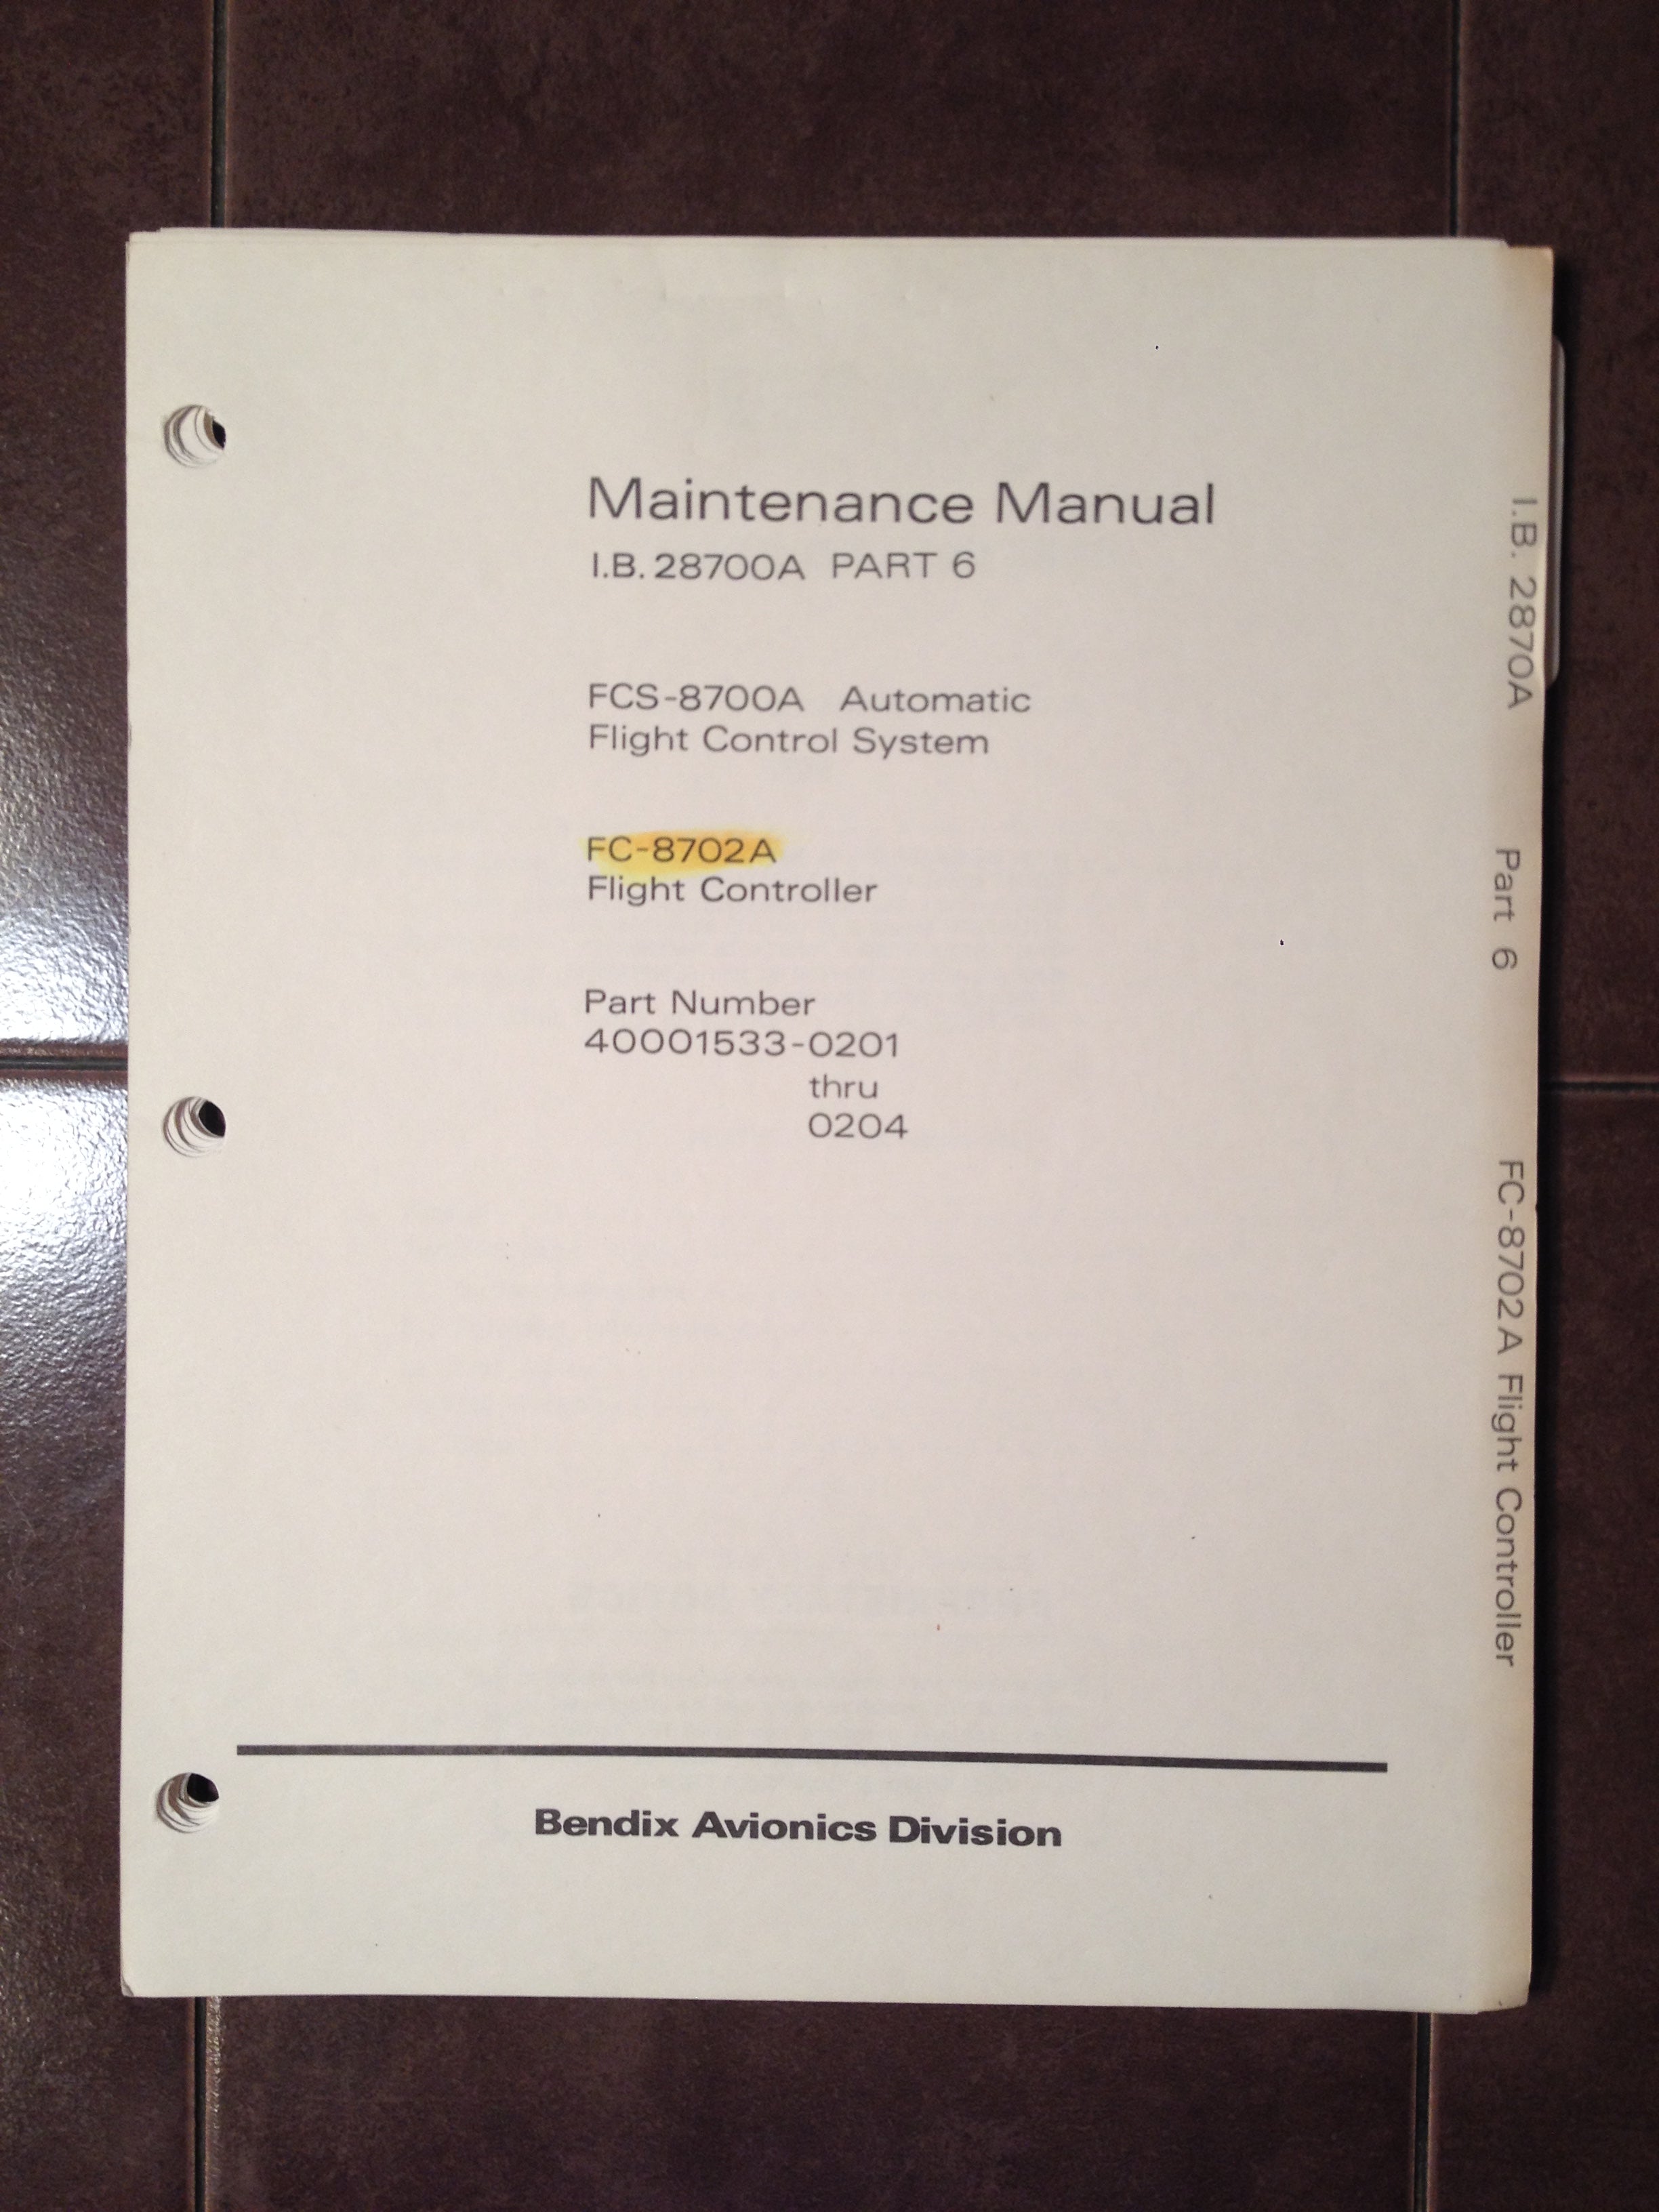 Maintenance Manual
I.B. 28700A PART 6
FCS-8700A Automatic
Flight Control System
FC-8702A
Flight Controller
Part Number
40001533-0201
thru
0204
Bendix Avionics Division
I.B. 2870A Part 6 FC-8702A Flight Controller